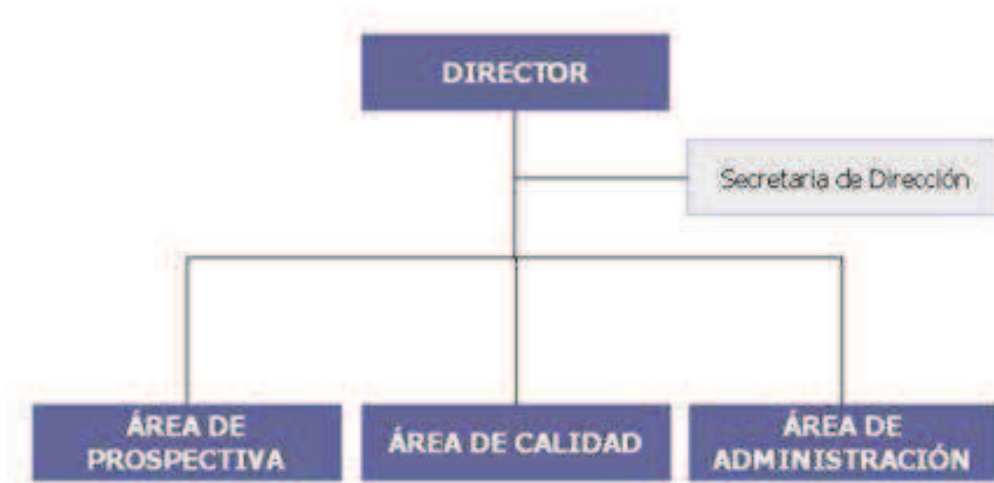 DIRECTOR
Secretaria de Dirección
ÁREA DE
PROSPECTIVA
ÁREA DE CALIDAD
ÁREA DE
ADMINISTRACIÓN